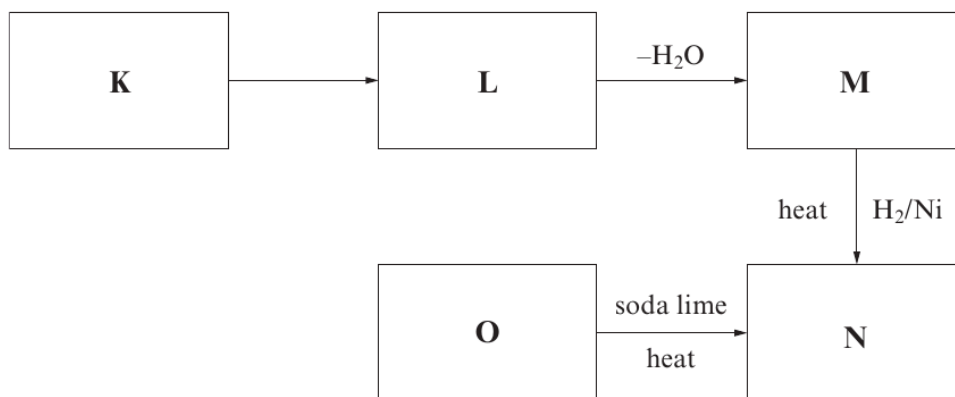 K
L
–H₂O
M
heat
H₂/Ni
O
soda lime
heat
N